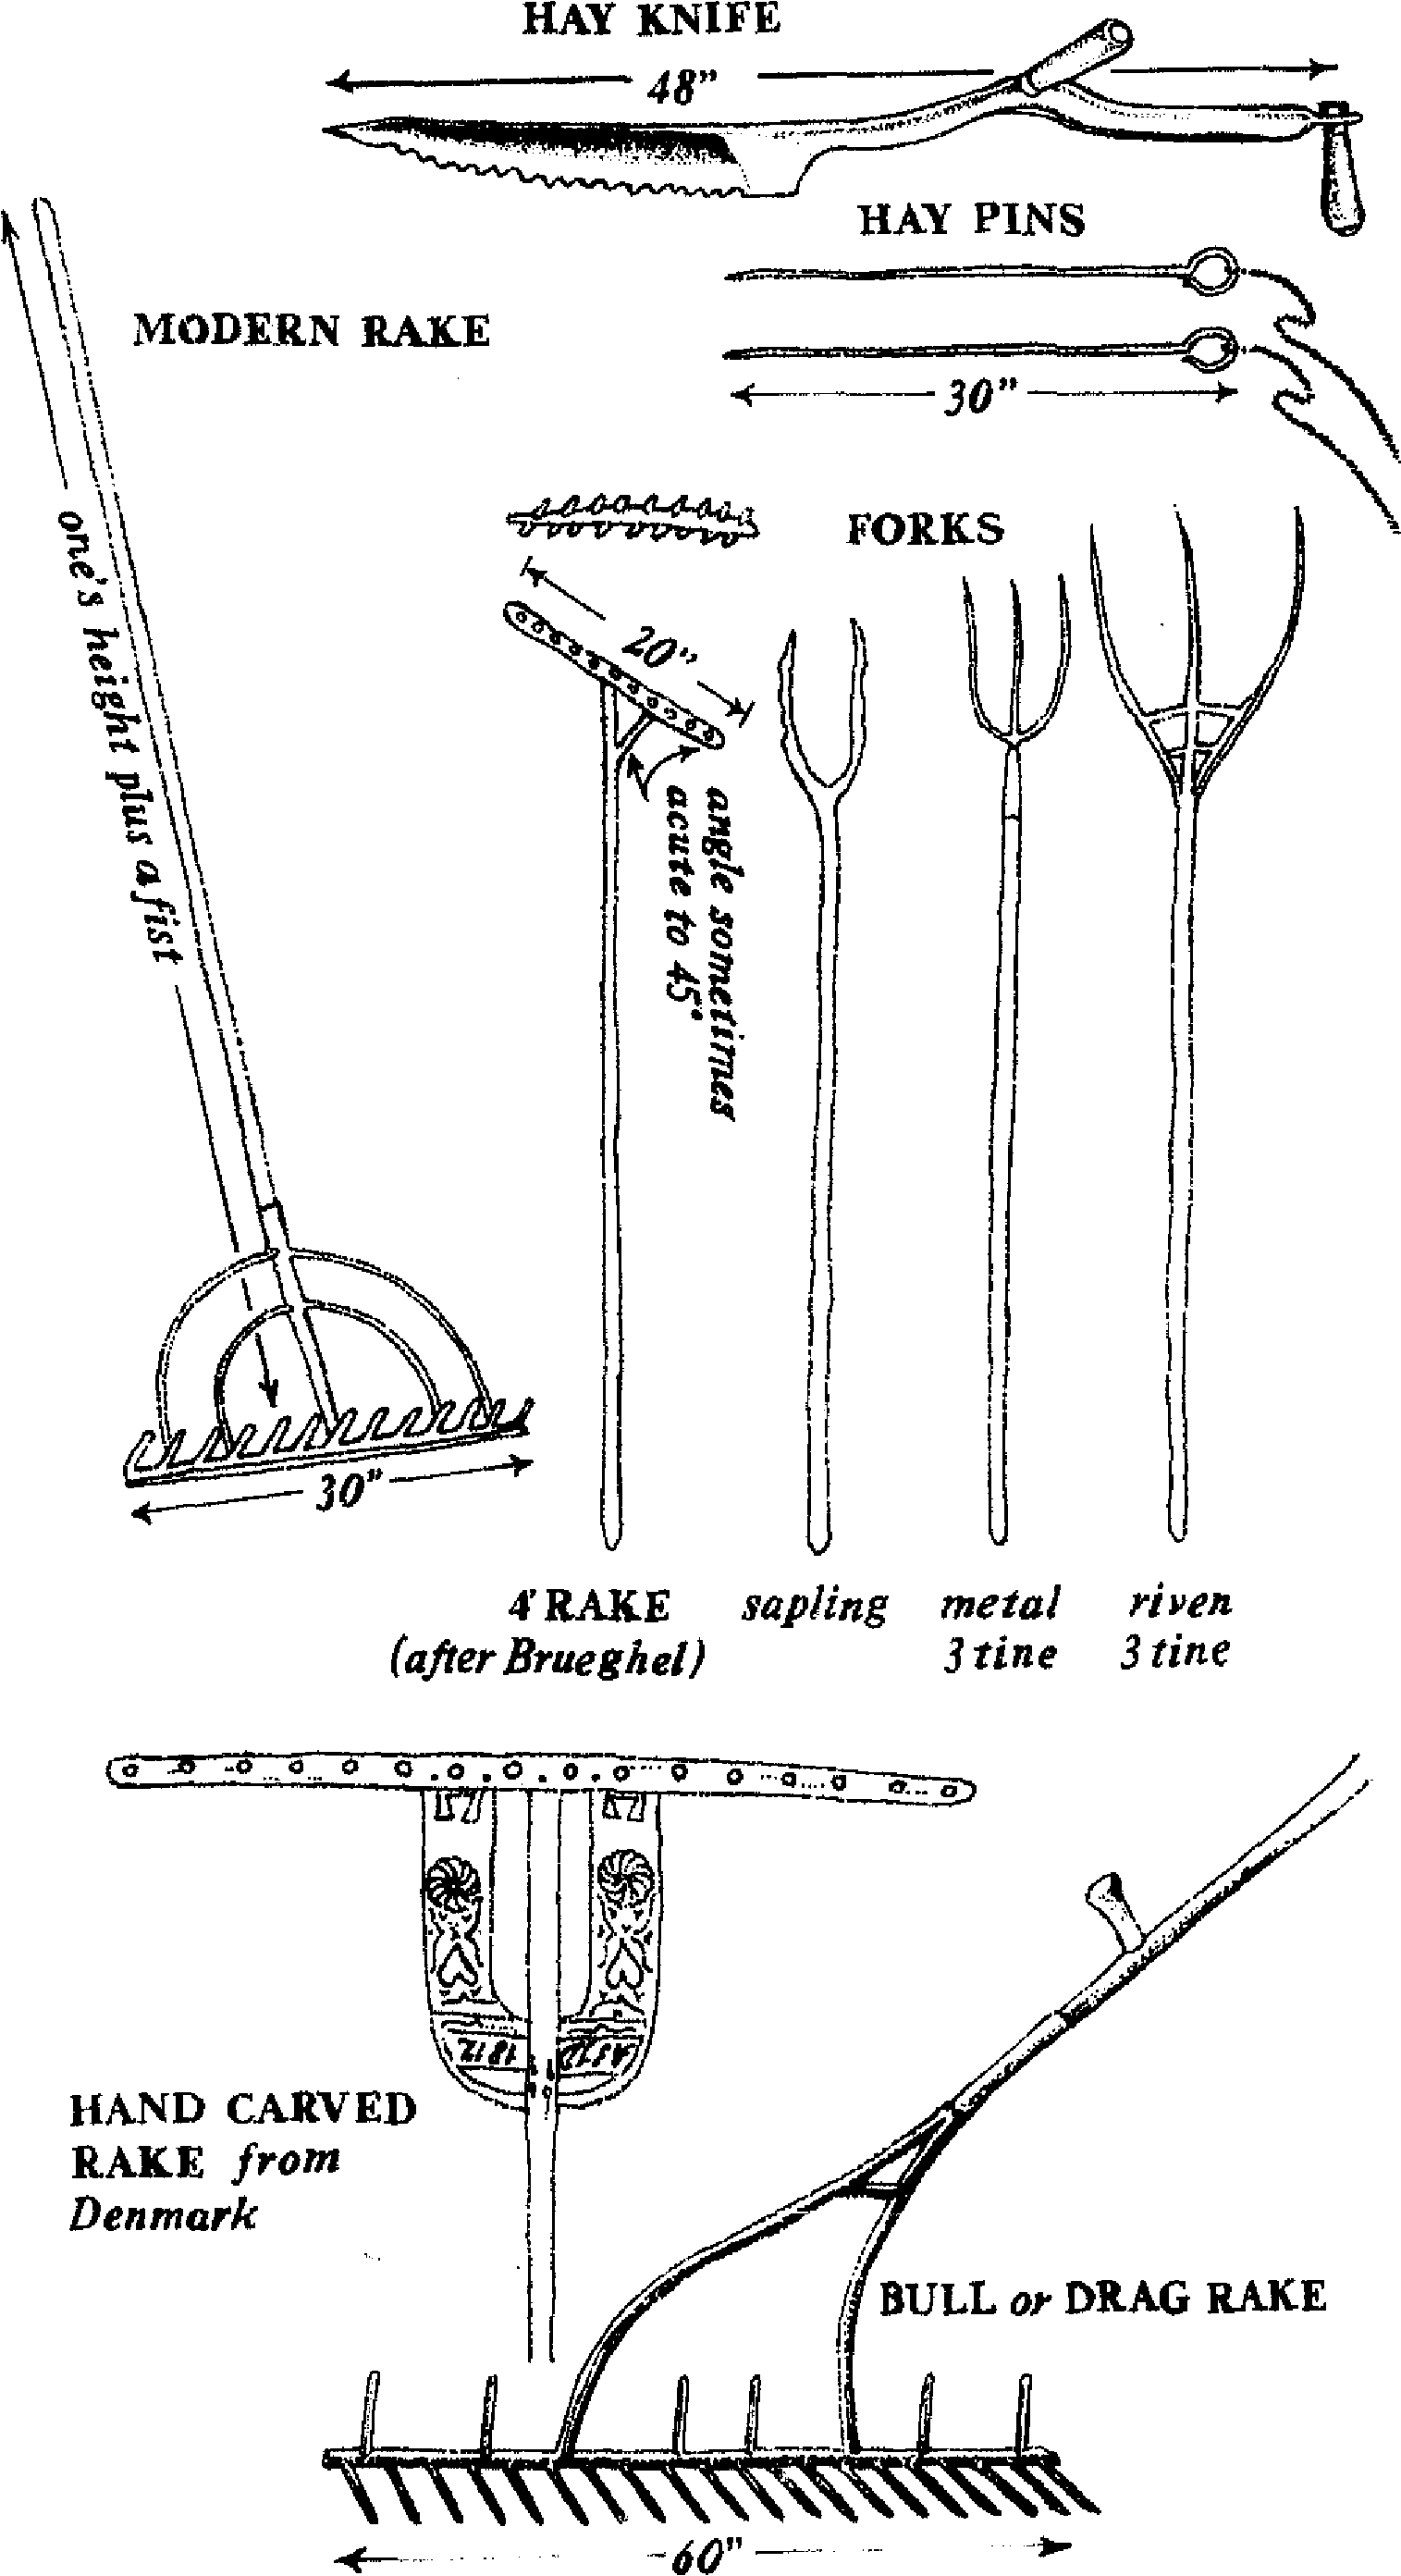 HAY KNIFE
48"
HAY PINS
30"
MODERN RAKE
one's height plus a fist
30"
FORKS
20"
angle sometimes
acute to 45°
4' RAKE
(after Brueghel)
sapling
metal
3 tine
riven
3 tine
1812
HAND CARVED
RAKE from
Denmark
BULL or DRAG RAKE
60"